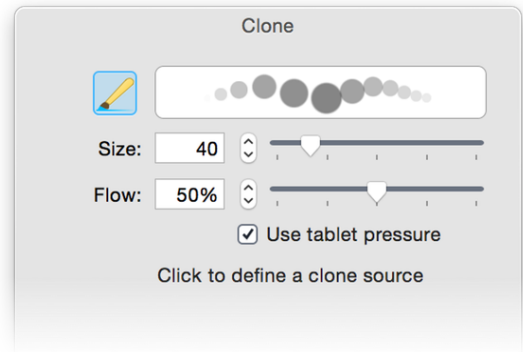 Clone
Size: 40
Flow: 50%
Use tablet pressure
Click to define a clone source